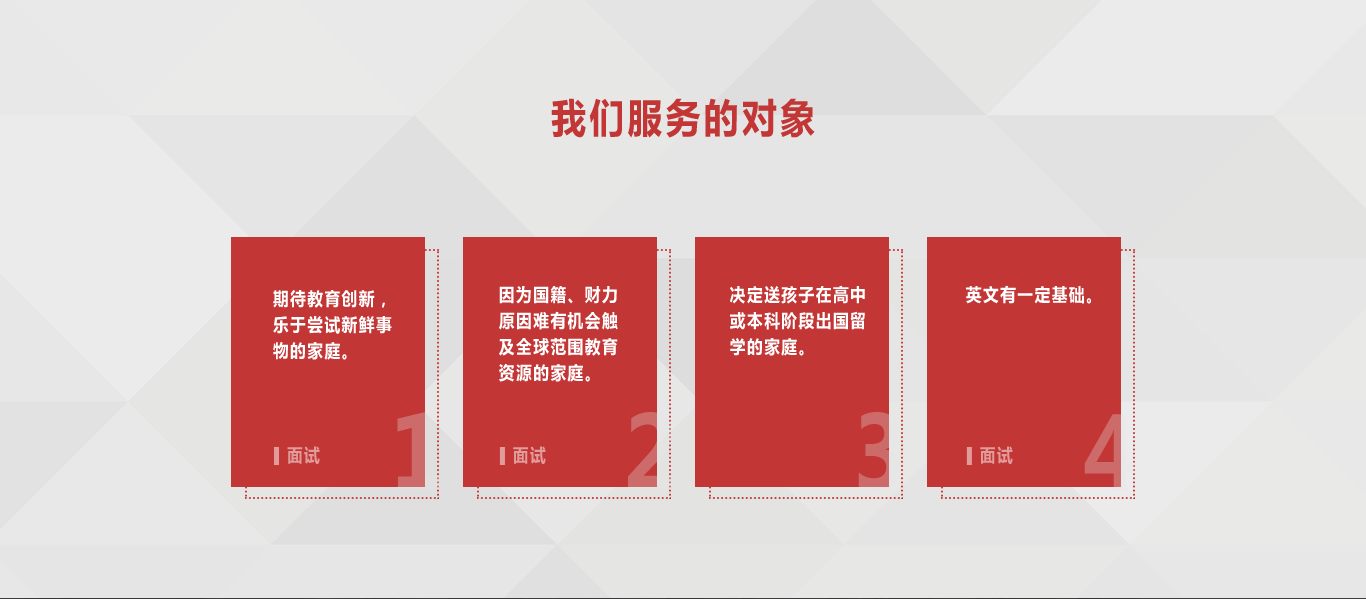 我们服务的对象
期待教育创新，
乐于尝试新鲜事
物的家庭。
面试
1
因为国籍、财力
原因难有机会触
及全球范围教育
资源的家庭。
面试
2
决定送孩子在高中
或本科阶段出国留
学的家庭。
3
英文有一定基础。
面试
4